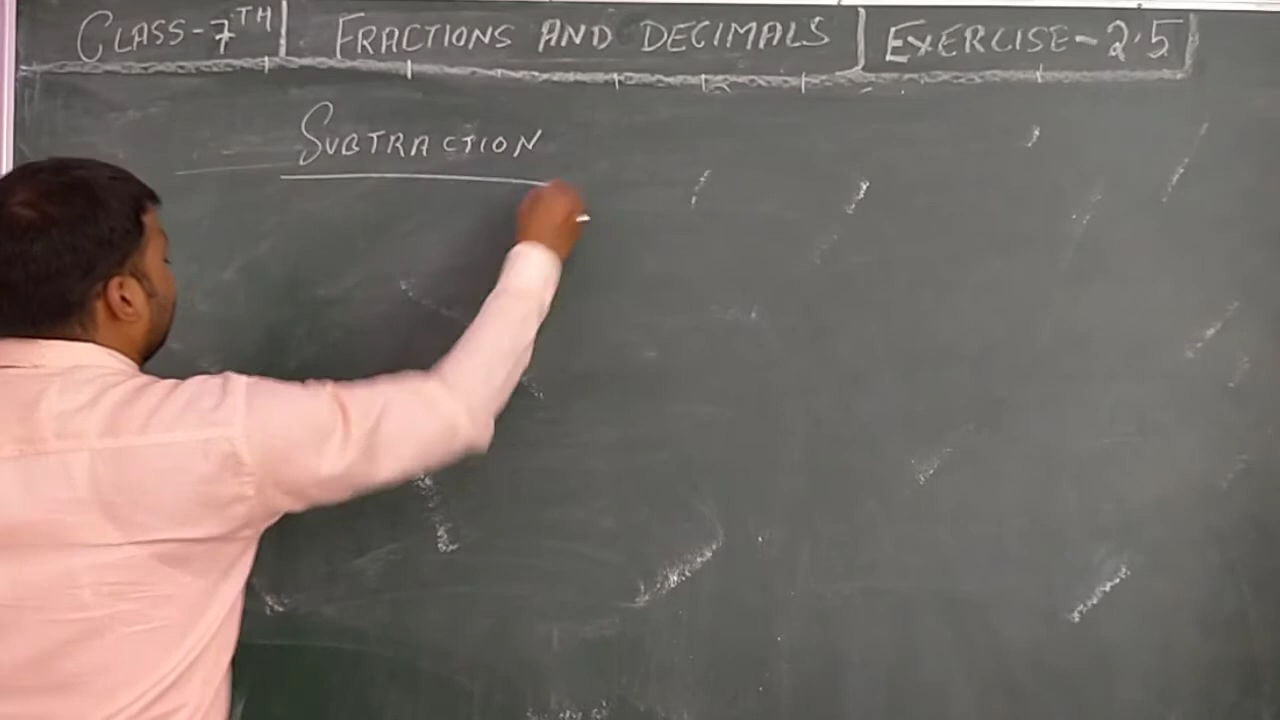 CLASS-7TH FRACTIONS AND DECIMALS EXERCISE-2.5
SUBTRACTION